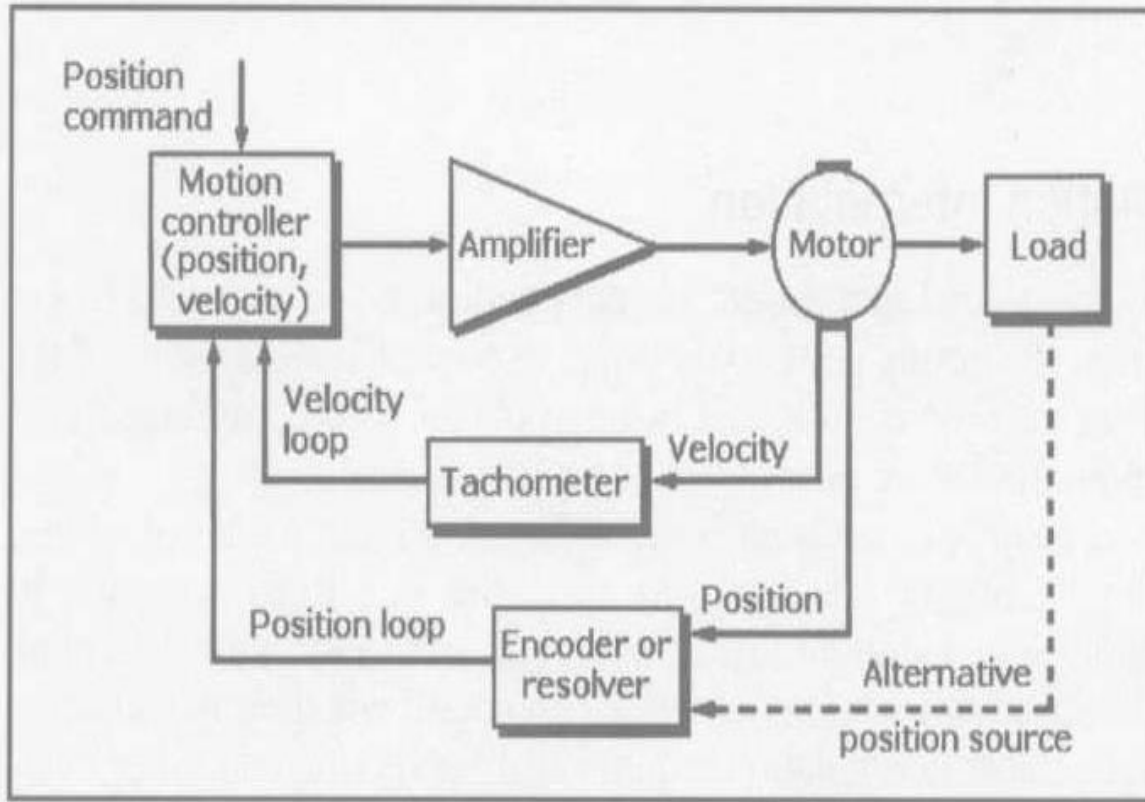 Position
command
Motion
controller
(position,
velocity)
Amplifier
Motor
Load
Velocity
loop
Tachometer
Velocity
Position loop
Encoder or
resolver
Position
Alternative
position source